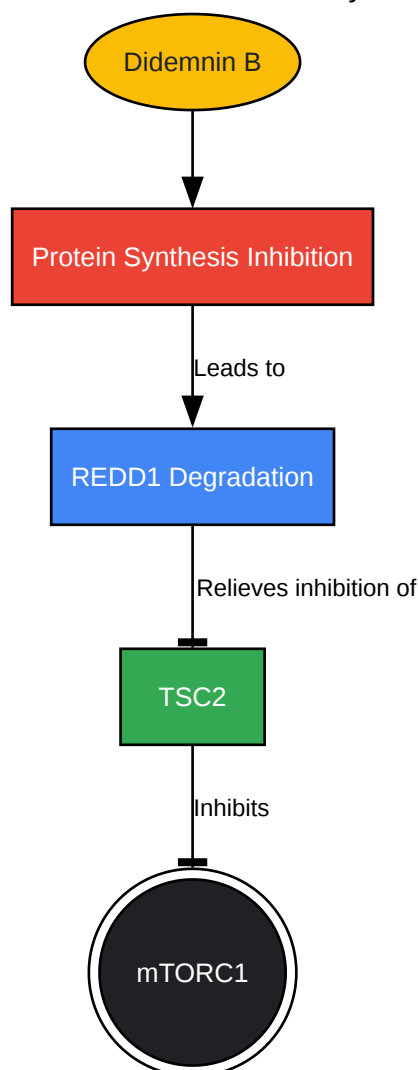 Didemnin B
Protein Synthesis Inhibition
Leads to
REDD1 Degradation
Relieves inhibition of
TSC2
Inhibits
mTORC1